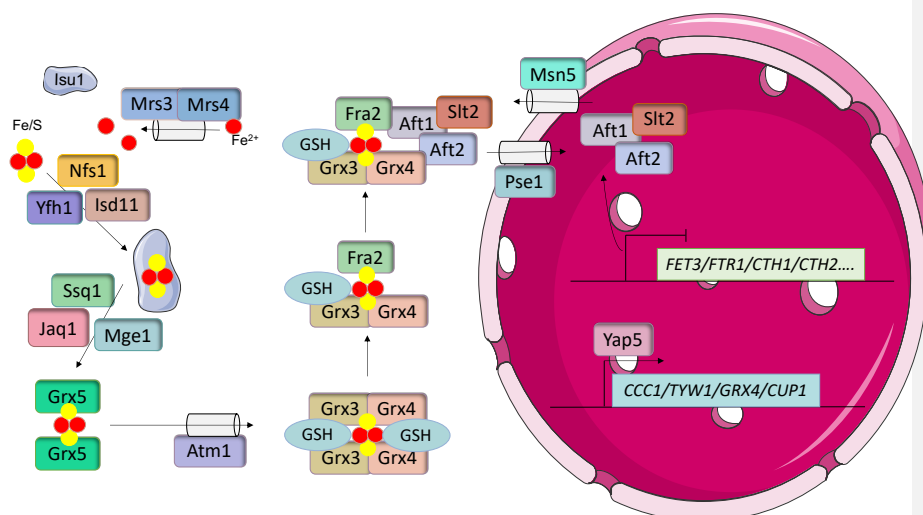 Isu1
Mrs3
Mrs4
Fe²⁺
Fe/S
Nfs1
Yfh1
Isd11
Ssq1
Jaq1
Mge1
Grx5
Grx5
Atm1
Fra2
Aft1
Slt2
GSH
Aft2
Grx3
Grx4
Fra2
GSH
Grx3
Grx4
Grx3
Grx4
GSH
GSH
Grx3
Grx4
Msn5
Pse1
Aft1
Slt2
Aft2
FET3/FTR1/CTH1/CTH2....
Yap5
CCC1/TYW1/GRX4/CUP1